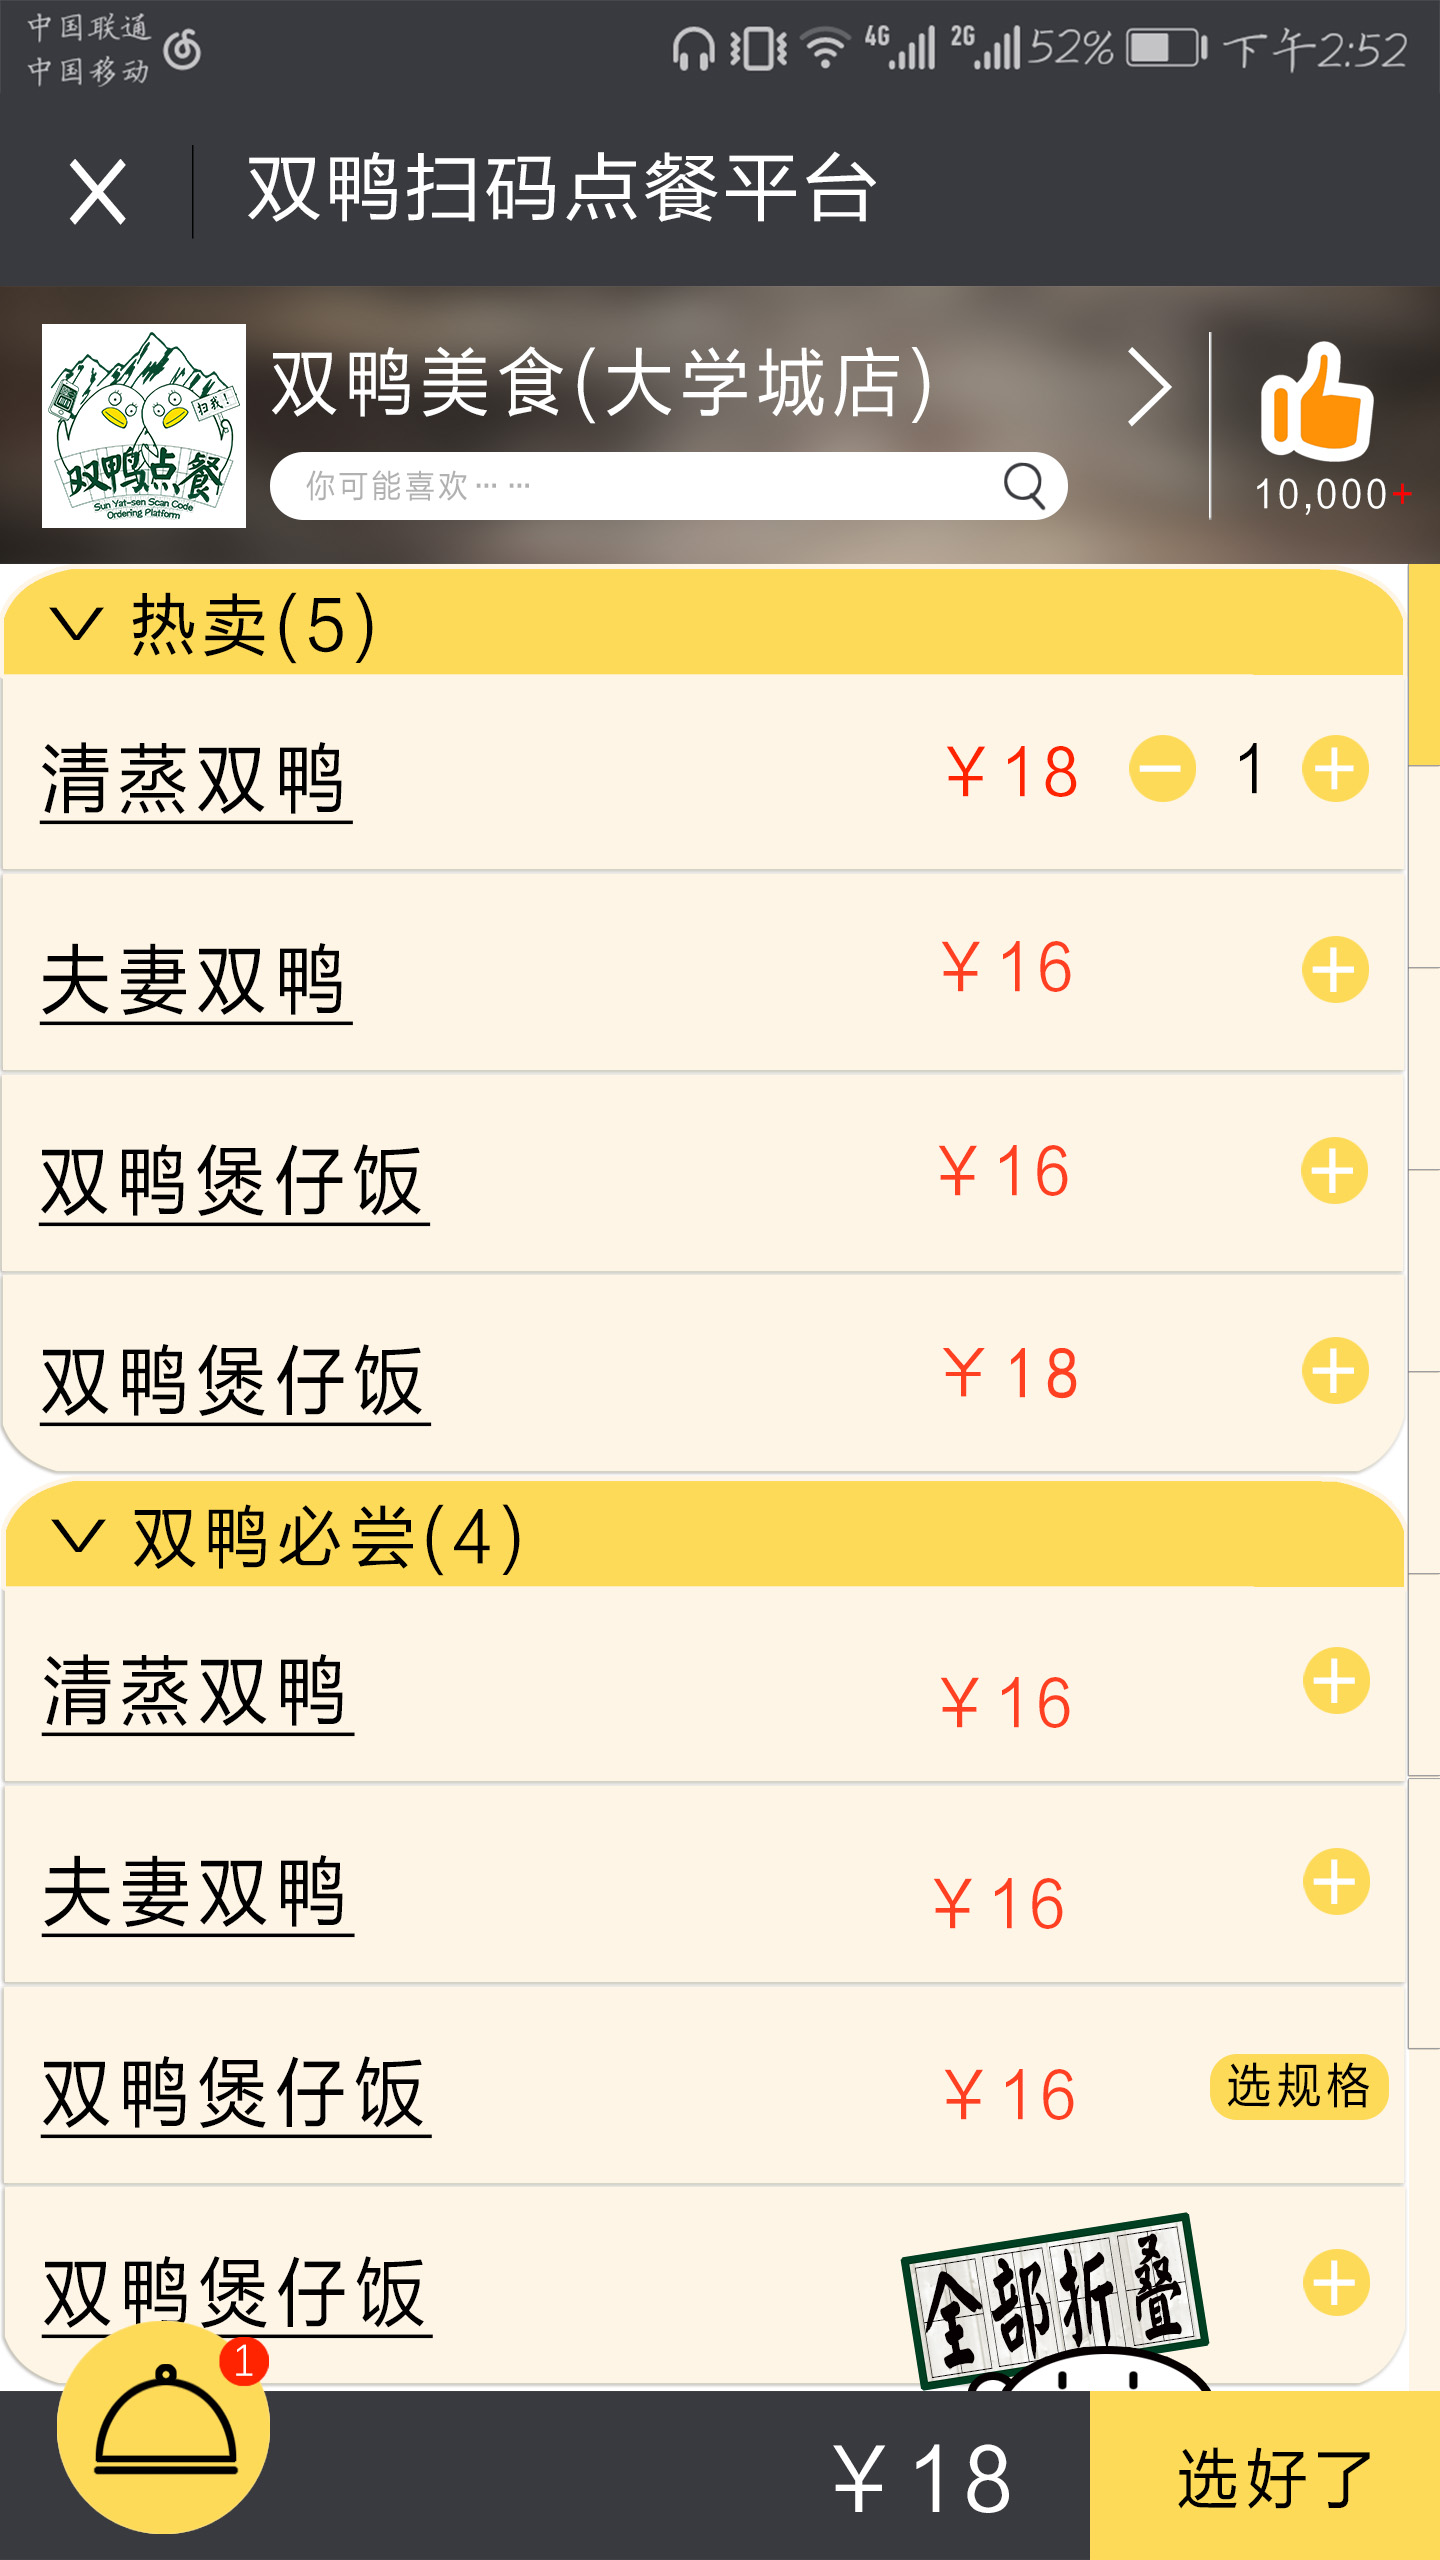 中国联通
中国移动
4G 2G 52% 下午2:52
双鸭扫码点餐平台
双鸭美食(大学城店)
扫我!
双鸭点餐
Sun Yat-sen Scan Code
Ordering Platform
你可能喜欢……
10,000+
热卖(5)
清蒸双鸭 ¥18 1
夫妻双鸭 ¥16
双鸭煲仔饭 ¥16
双鸭煲仔饭 ¥18
双鸭必尝(4)
清蒸双鸭 ¥16
夫妻双鸭 ¥16
双鸭煲仔饭 ¥16 选规格
双鸭煲仔饭
全部折叠
1
¥18 选好了